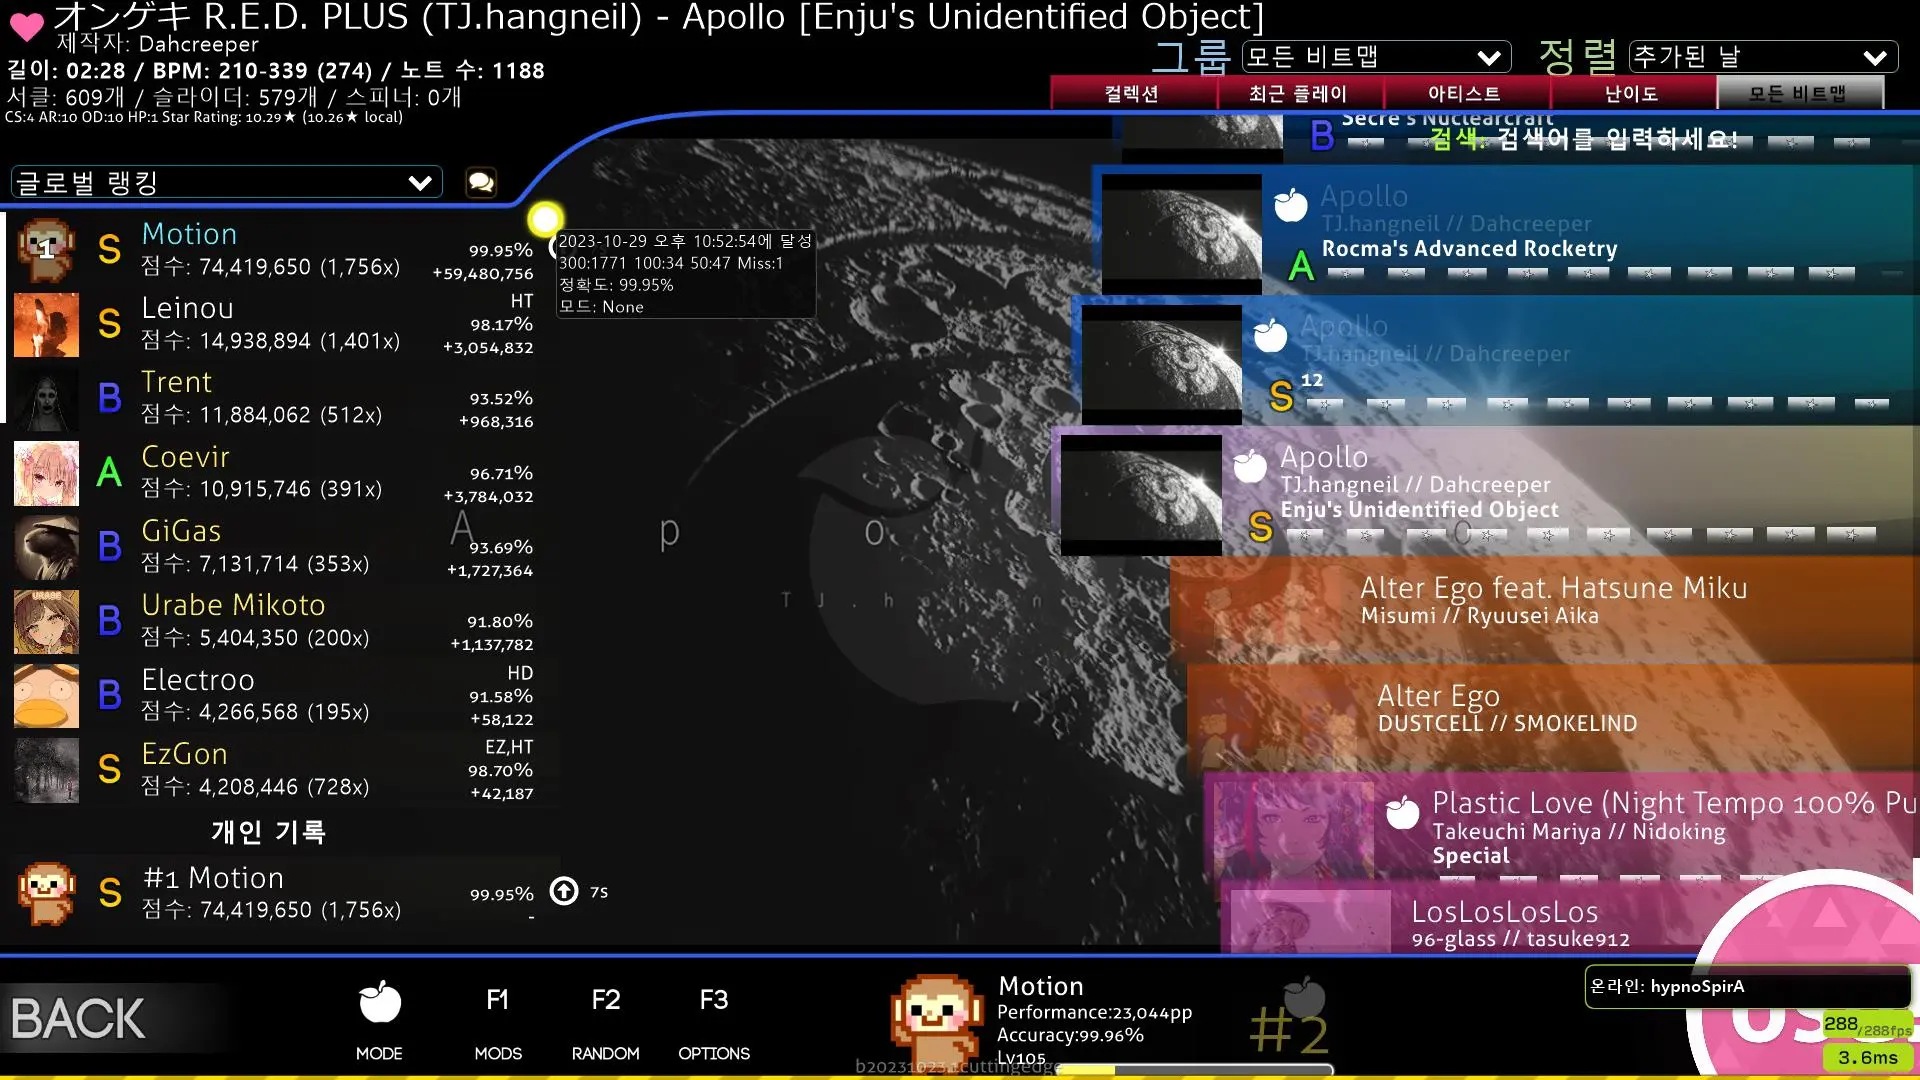 オンゲキ R.E.D. PLUS (TJ.hangneil) - Apollo [Enju's Unidentified Object]
제작자: Dahcreeper
길이: 02:28 / BPM: 210-339 (274) / 노트 수: 1188
서클: 609개 / 슬라이더: 579개 / 스피너: 0개
CS:4 AR:10 OD:10 HP:1 Star Rating: 10.29★ (10.26★ local)
그룹 모든 비트맵
정렬 추가된 날
컬렉션 최근 플레이 아티스트 난이도 모든 비트맵
글로벌 랭킹
검색: 검색어를 입력하세요!
1
S Motion
점수: 74,419,650 (1,756x)
99.95%
+59,480,756
2023-10-29 오후 10:52:54에 달성
300:1771 100:34 50:47 Miss:1
정확도: 99.95%
모드: None
S Leinou
점수: 14,938,894 (1,401x)
HT
98.17%
+3,054,832
B Trent
점수: 11,884,062 (512x)
93.52%
+968,316
A Coevir
점수: 10,915,746 (391x)
96.71%
+3,784,032
B GiGas
점수: 7,131,714 (353x)
93.69%
+1,727,364
URABE
B Urabe Mikoto
점수: 5,404,350 (200x)
91.80%
+1,137,782
B Electroo
점수: 4,266,568 (195x)
HD
91.58%
+58,122
S EzGon
점수: 4,208,446 (728x)
EZ,HT
98.70%
+42,187
개인 기록
S #1 Motion
점수: 74,419,650 (1,756x)
99.95%
-
7s
A p o o
T J . h a n g n e
Secre's Nuclearcraft
B
Apollo
TJ.hangneil // Dahcreeper
Rocma's Advanced Rocketry
A
Apollo
TJ.hangneil // Dahcreeper
12
S
Apollo
TJ.hangneil // Dahcreeper
Enju's Unidentified Object
S
Alter Ego feat. Hatsune Miku
Misumi // Ryuusei Aika
Alter Ego
DUSTCELL // SMOKELIND
Plastic Love (Night Tempo 100% Pu
Takeuchi Mariya // Nidoking
Special
LosLosLosLos
96-glass // tasuke912
BACK
MODE
F1
MODS
F2
RANDOM
F3
OPTIONS
Motion
Performance:23,044pp
Accuracy:99.96%
Lv105
#2
b20231023.1cuttingedge
온라인: hypnoSpirA
288/288fps
3.6ms